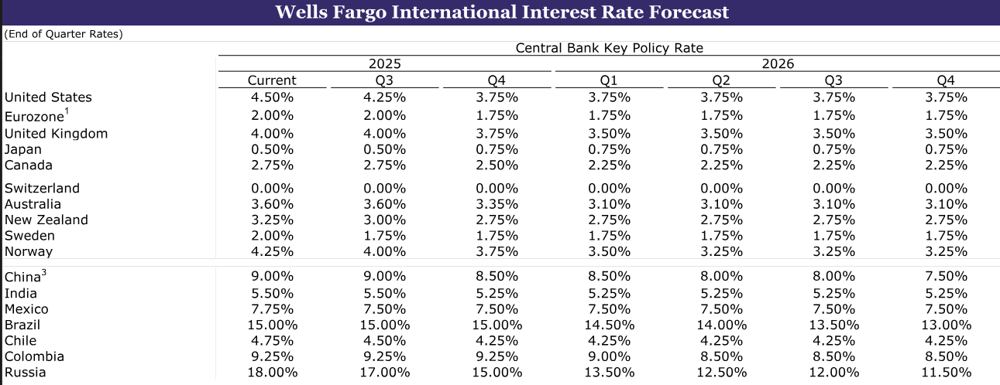 Wells Fargo International Interest Rate Forecast
(End of Quarter Rates)
Central Bank Key Policy Rate
2025 2026
Current Q3 Q4 Q1 Q2 Q3 Q4
United States 4.50% 4.25% 3.75% 3.75% 3.75% 3.75% 3.75%
Eurozone¹ 2.00% 2.00% 1.75% 1.75% 1.75% 1.75% 1.75%
United Kingdom 4.00% 4.00% 3.75% 3.50% 3.50% 3.50% 3.50%
Japan 0.50% 0.50% 0.75% 0.75% 0.75% 0.75% 0.75%
Canada 2.75% 2.75% 2.50% 2.25% 2.25% 2.25% 2.25%
Switzerland 0.00% 0.00% 0.00% 0.00% 0.00% 0.00% 0.00%
Australia 3.60% 3.60% 3.35% 3.10% 3.10% 3.10% 3.10%
New Zealand 3.25% 3.00% 2.75% 2.75% 2.75% 2.75% 2.75%
Sweden 2.00% 1.75% 1.75% 1.75% 1.75% 1.75% 1.75%
Norway 4.25% 4.00% 3.75% 3.50% 3.25% 3.25% 3.25%
China³ 9.00% 9.00% 8.50% 8.50% 8.00% 8.00% 7.50%
India 5.50% 5.50% 5.25% 5.25% 5.25% 5.25% 5.25%
Mexico 7.75% 7.50% 7.50% 7.50% 7.50% 7.50% 7.50%
Brazil 15.00% 15.00% 15.00% 14.50% 14.00% 13.50% 13.00%
Chile 4.75% 4.50% 4.25% 4.25% 4.25% 4.25% 4.25%
Colombia 9.25% 9.25% 9.25% 9.00% 8.50% 8.50% 8.50%
Russia 18.00% 17.00% 15.00% 13.50% 12.50% 12.00% 11.50%